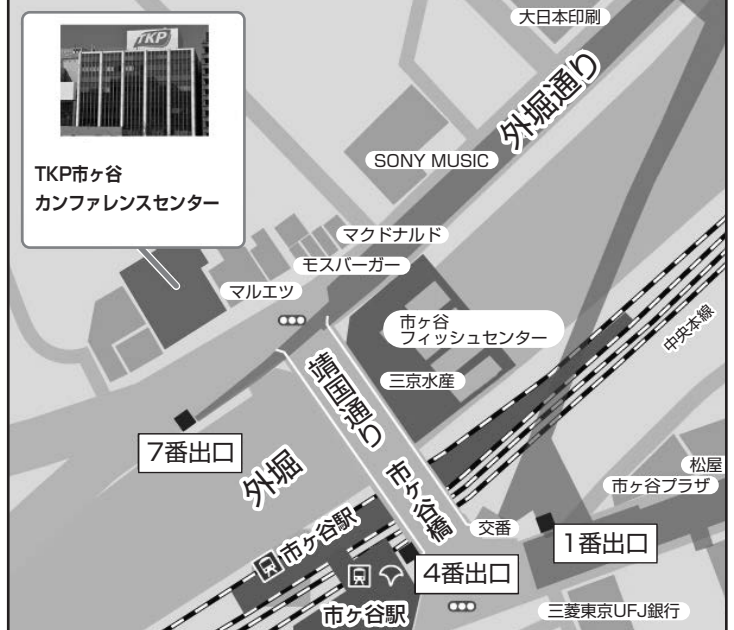 大日本印刷
TKP
外堀通り
SONY MUSIC
TKP市ヶ谷
カンファレンスセンター
マクドナルド
モスバーガー
マルエツ
市ヶ谷
フィッシュセンター
中央本線
靖国通り
三京水産
7番出口
外堀
松屋
市ヶ谷プラザ
市ヶ谷橋
市ヶ谷駅
交番
1番出口
4番出口
市ヶ谷駅
三菱東京UFJ銀行